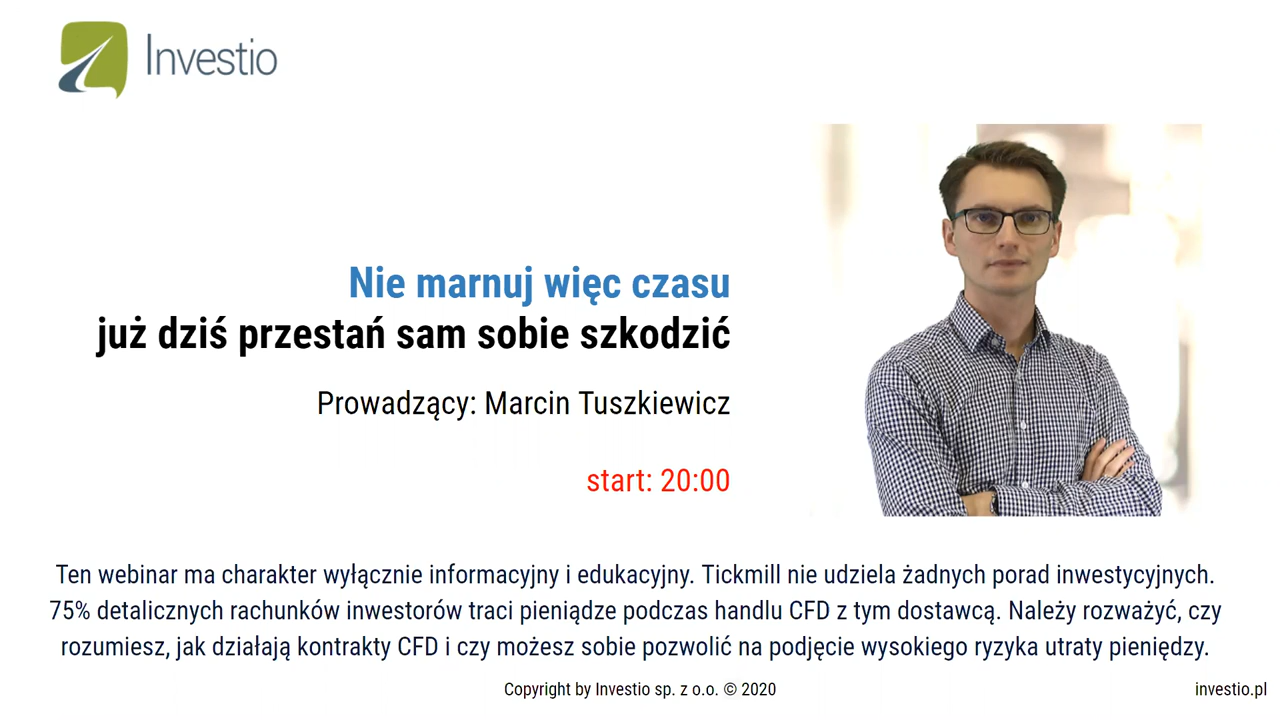 Investio
Nie marnuj więc czasu
już dziś przestań sam sobie szkodzić
Prowadzący: Marcin Tuszkiewicz
start: 20:00
Ten webinar ma charakter wyłącznie informacyjny i edukacyjny. Tickmill nie udziela żadnych porad inwestycyjnych.
75% detalicznych rachunków inwestorów traci pieniądze podczas handlu CFD z tym dostawcą. Należy rozważyć, czy
rozumiesz, jak działają kontrakty CFD i czy możesz sobie pozwolić na podjęcie wysokiego ryzyka utraty pieniędzy.
Copyright by Investio sp. z o.o. © 2020
investio.pl